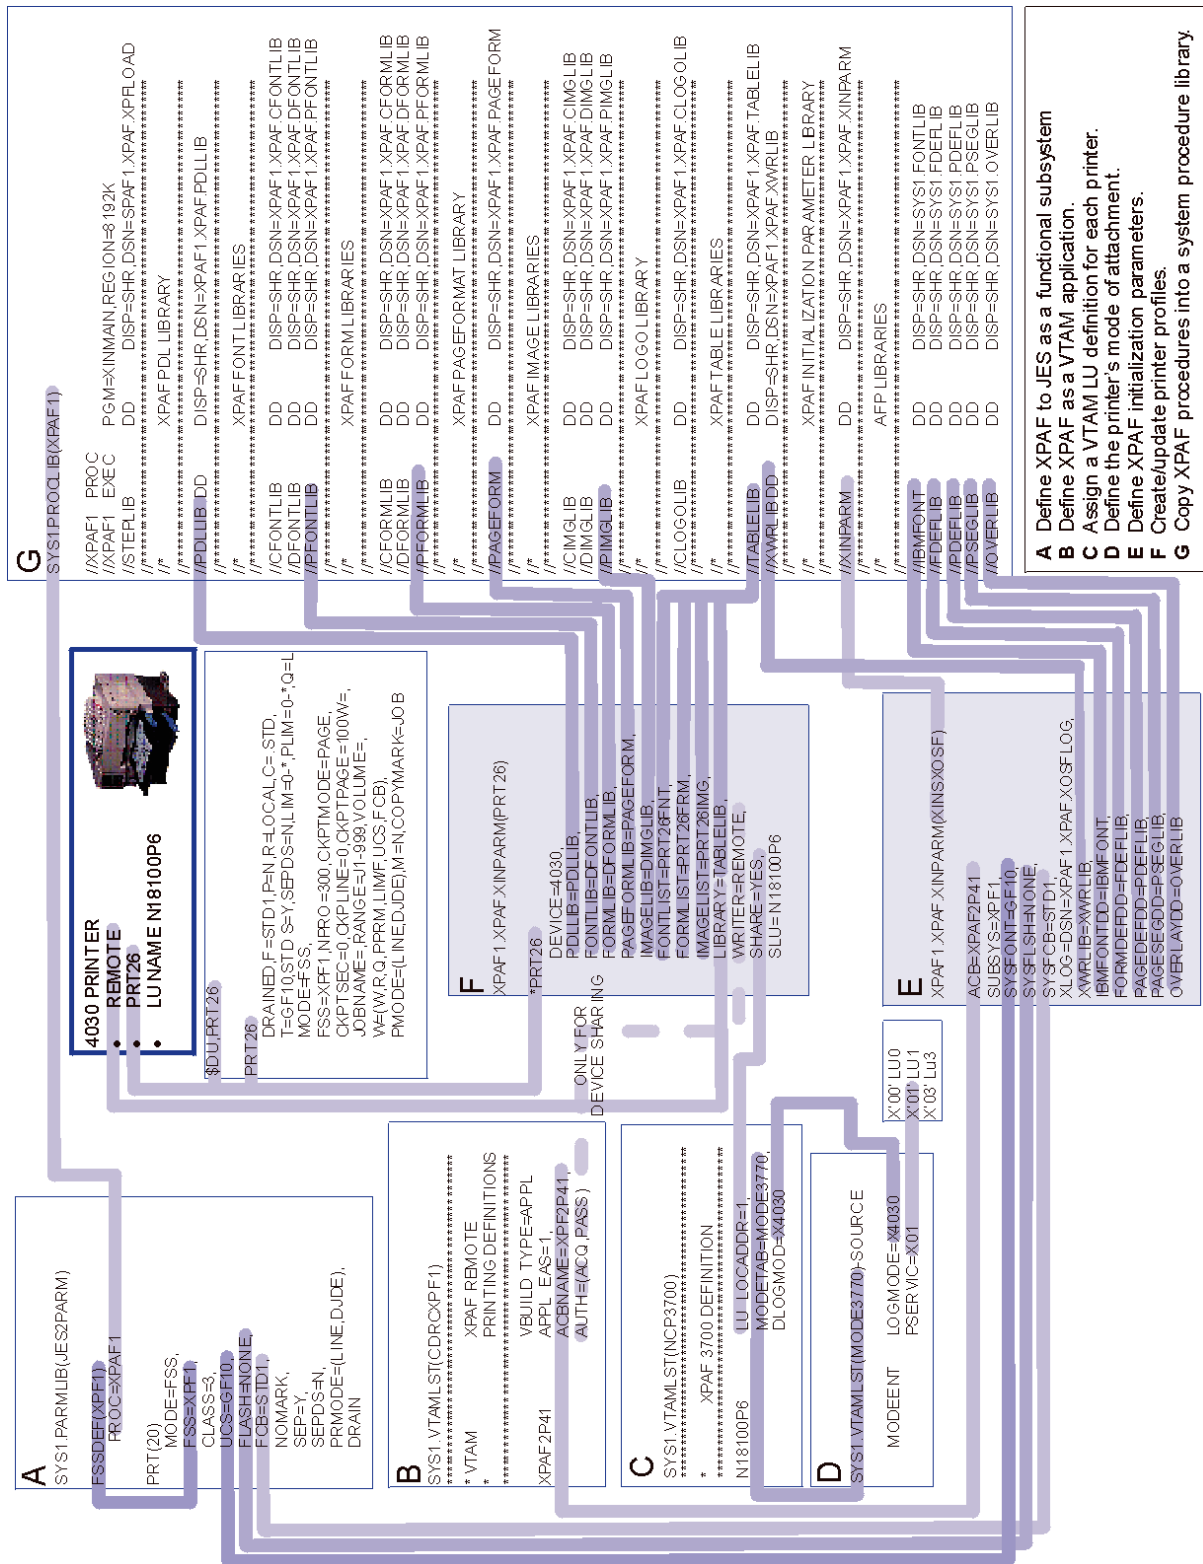 A
SYS1.PARMLIB(JES2PARM)
FSSDEF(XPF1)
PROC=XPAF1
PRT(20)
MODE=FSS,
FSS=XPF1,
CLASS=3,
UCS=GF10,
FLASH=NONE,
FCB=STD1,
NOMARK,
SEP=Y,
SEPDS=N,
PRMODE=(LINE,DJDE),
DRAIN
B
SYS1.VTAMLST(CDRCXPF1)
* VTAM XPAF REMOTE
* PRINTING DEFINITIONS
VBUILD TYPE=APPL
XPAF2P41 APPL EAS=1,
ACBNAME=XPF2P41,
AUTH=(ACQ,PASS)
C
SYS1.VTAMLST(NCP3700)
* XPAF 3700 DEFINITION
N18100P6 LU LOCADDR=1,
MODETAB=MODE3770,
DLOGMOD=X4030
D
SYS1.VTAMLST(MODE3770)-SOURCE
MODEENT LOGMODE=X4030
PSERVIC=X01
X'00' LU0
X'01' LU1
X'03' Lu3
4030 PRINTER
• REMOTE
• PRT26
• LU NAME N18100P6
$DU,PRT26
PRT26
DRAINED,F=STD1,P=N,R=LOCAL,C=.STD,
T=GF10,STD S=Y,SEPDS=N,LIM=0-*,PLIM=0-*,Q=L
MODE=FSS,
FSS=XPF1,NPRO=300,CKPTMODE=PAGE,
CKPTSEC=0,CKPLINE=0,CKPTPAGE=100W=,
JOBNAME=,RANGE=J1-999,VOLUME=,
W=(W,R,Q,PPRM,LIM/F,UCS,FCB),
PMODE=(LINE,DJDE),M=N,COPYMARK=JOB
ONLY FOR
DEVICE SHARING
F
XPAF1.XPAF.XINPARM(PRT26)
*PRT26
DEVICE=4030,
PDLLIB=PDLLIB,
FONTLIB=DFONTLIB,
FORMLIB=DFORMLIB,
PAGEFORMLIB=PAGEFORM,
IMAGELIB=DIMGLIB,
FONTLIST=PRT26FNT,
FORMLIST=PRT26FRM,
IMAGELIST=PRT26IMG,
LIBRARY=TABLELIB,
WRITER=REMOTE,
SHARE=YES,
SLU=N18100P6
E
XPAF1.XPAF.XINPARM(XINSXOSF)
ACB=XPAF2P41
SUBSYS=XPF1
SYSFONT=GF10,
SYSFLSH=NONE,
SYSFCB=STD1,
XLOG=DSN=XPAF1.XPAF.XOSFLOG,
XWRLIB=XWRLIB,
IBMFONTDD=IBMFONT,
FORMDEFDD=FDEFLIB,
PAGEDEFDD=PDEFLIB,
PAGESEGDD=PSEGLIB,
OVERLAYDD=OVERLIB
G
SYS1.PROCLIB(XPAF1)
//XPAF1 PROC
//XPAF1 EXEC PGM=XINMAIN,REGION=8192K
//STEPLIB DD DISP=SHR,DSN=SPAF1.XPAF.XPFLOAD
//* XPAF PDL LIBRARY
//PDLLIB DD DISP=SHR,DSN=XPAF1.XPAF.PDLLIB
//* XPAF FONT LIBRARIES
//CFONTLIB DD DISP=SHR,DSN=XPAF1.XPAF.CFONTLIB
//DFONTLIB DD DISP=SHR,DSN=XPAF1.XPAF.DFONTLIB
//PFONTLIB DD DISP=SHR,DSN=XPAF1.XPAF.PFONTLIB
//* XPAF FORM LIBRARIES
//CFORMLIB DD DISP=SHR,DSN=XPAF1.XPAF.CFORMLIB
//DFORMLIB DD DISP=SHR,DSN=XPAF1.XPAF.DFORMLIB
//PFORMLIB DD DISP=SHR,DSN=XPAF1.XPAF.PFORMLIB
//* XPAF PAGEFORMAT LIBRARY
//PAGEFORM DD DISP=SHR,DSN=XPAF1.XPAF.PAGEFORM
//* XPAF IMAGE LIBRARIES
//CIMGLIB DD DISP=SHR,DSN=XPAF1.XPAF.CIMGLIB
//DIMGLIB DD DISP=SHR,DSN=XPAF1.XPAF.DIMGLIB
//PIMGLIB DD DISP=SHR,DSN=XPAF1.XPAF.PIMGLIB
//* XPAF LOGO LIBRARY
//CLOGOLIB DD DISP=SHR,DSN=XPAF1.XPAF.CLOGOLIB
//* XPAF TABLE LIBRARIES
//TABLELIB DD DISP=SHR,DSN=XPAF1.XPAF.TABLELIB
//XWRLIB DD DISP=SHR,DSN=XPAF1.XPAF.XWRLIB
//* XPAF INITIALIZATION PARAMETER LIBRARY
//XINPARM DD DISP=SHR,DSN=XPAF1.XPAF.XINPARM
//* AFP LIBRARIES
//IBMFONT DD DISP=SHR,DSN=SYS1.FONTLIB
//FDEFLIB DD DISP=SHR,DSN=SYS1.FDEFLIB
//PDEFLIB DD DISP=SHR,DSN=SYS1.PDEFLIB
//PSEGLIB DD DISP=SHR,DSN=SYS1.PSEGLIB
//OVERLIB DD DISP=SHR,DSN=SYS1.OVERLIB
A Define XPAF to JES as a functional subsystem
B Define XPAF as a VTAM application.
C Assign a VTAM LU definition for each printer.
D Define the printer's mode of attachment.
E Define XPAF initialization parameters.
F Create/update printer profiles.
G Copy XPAF procedures into a system procedure library.